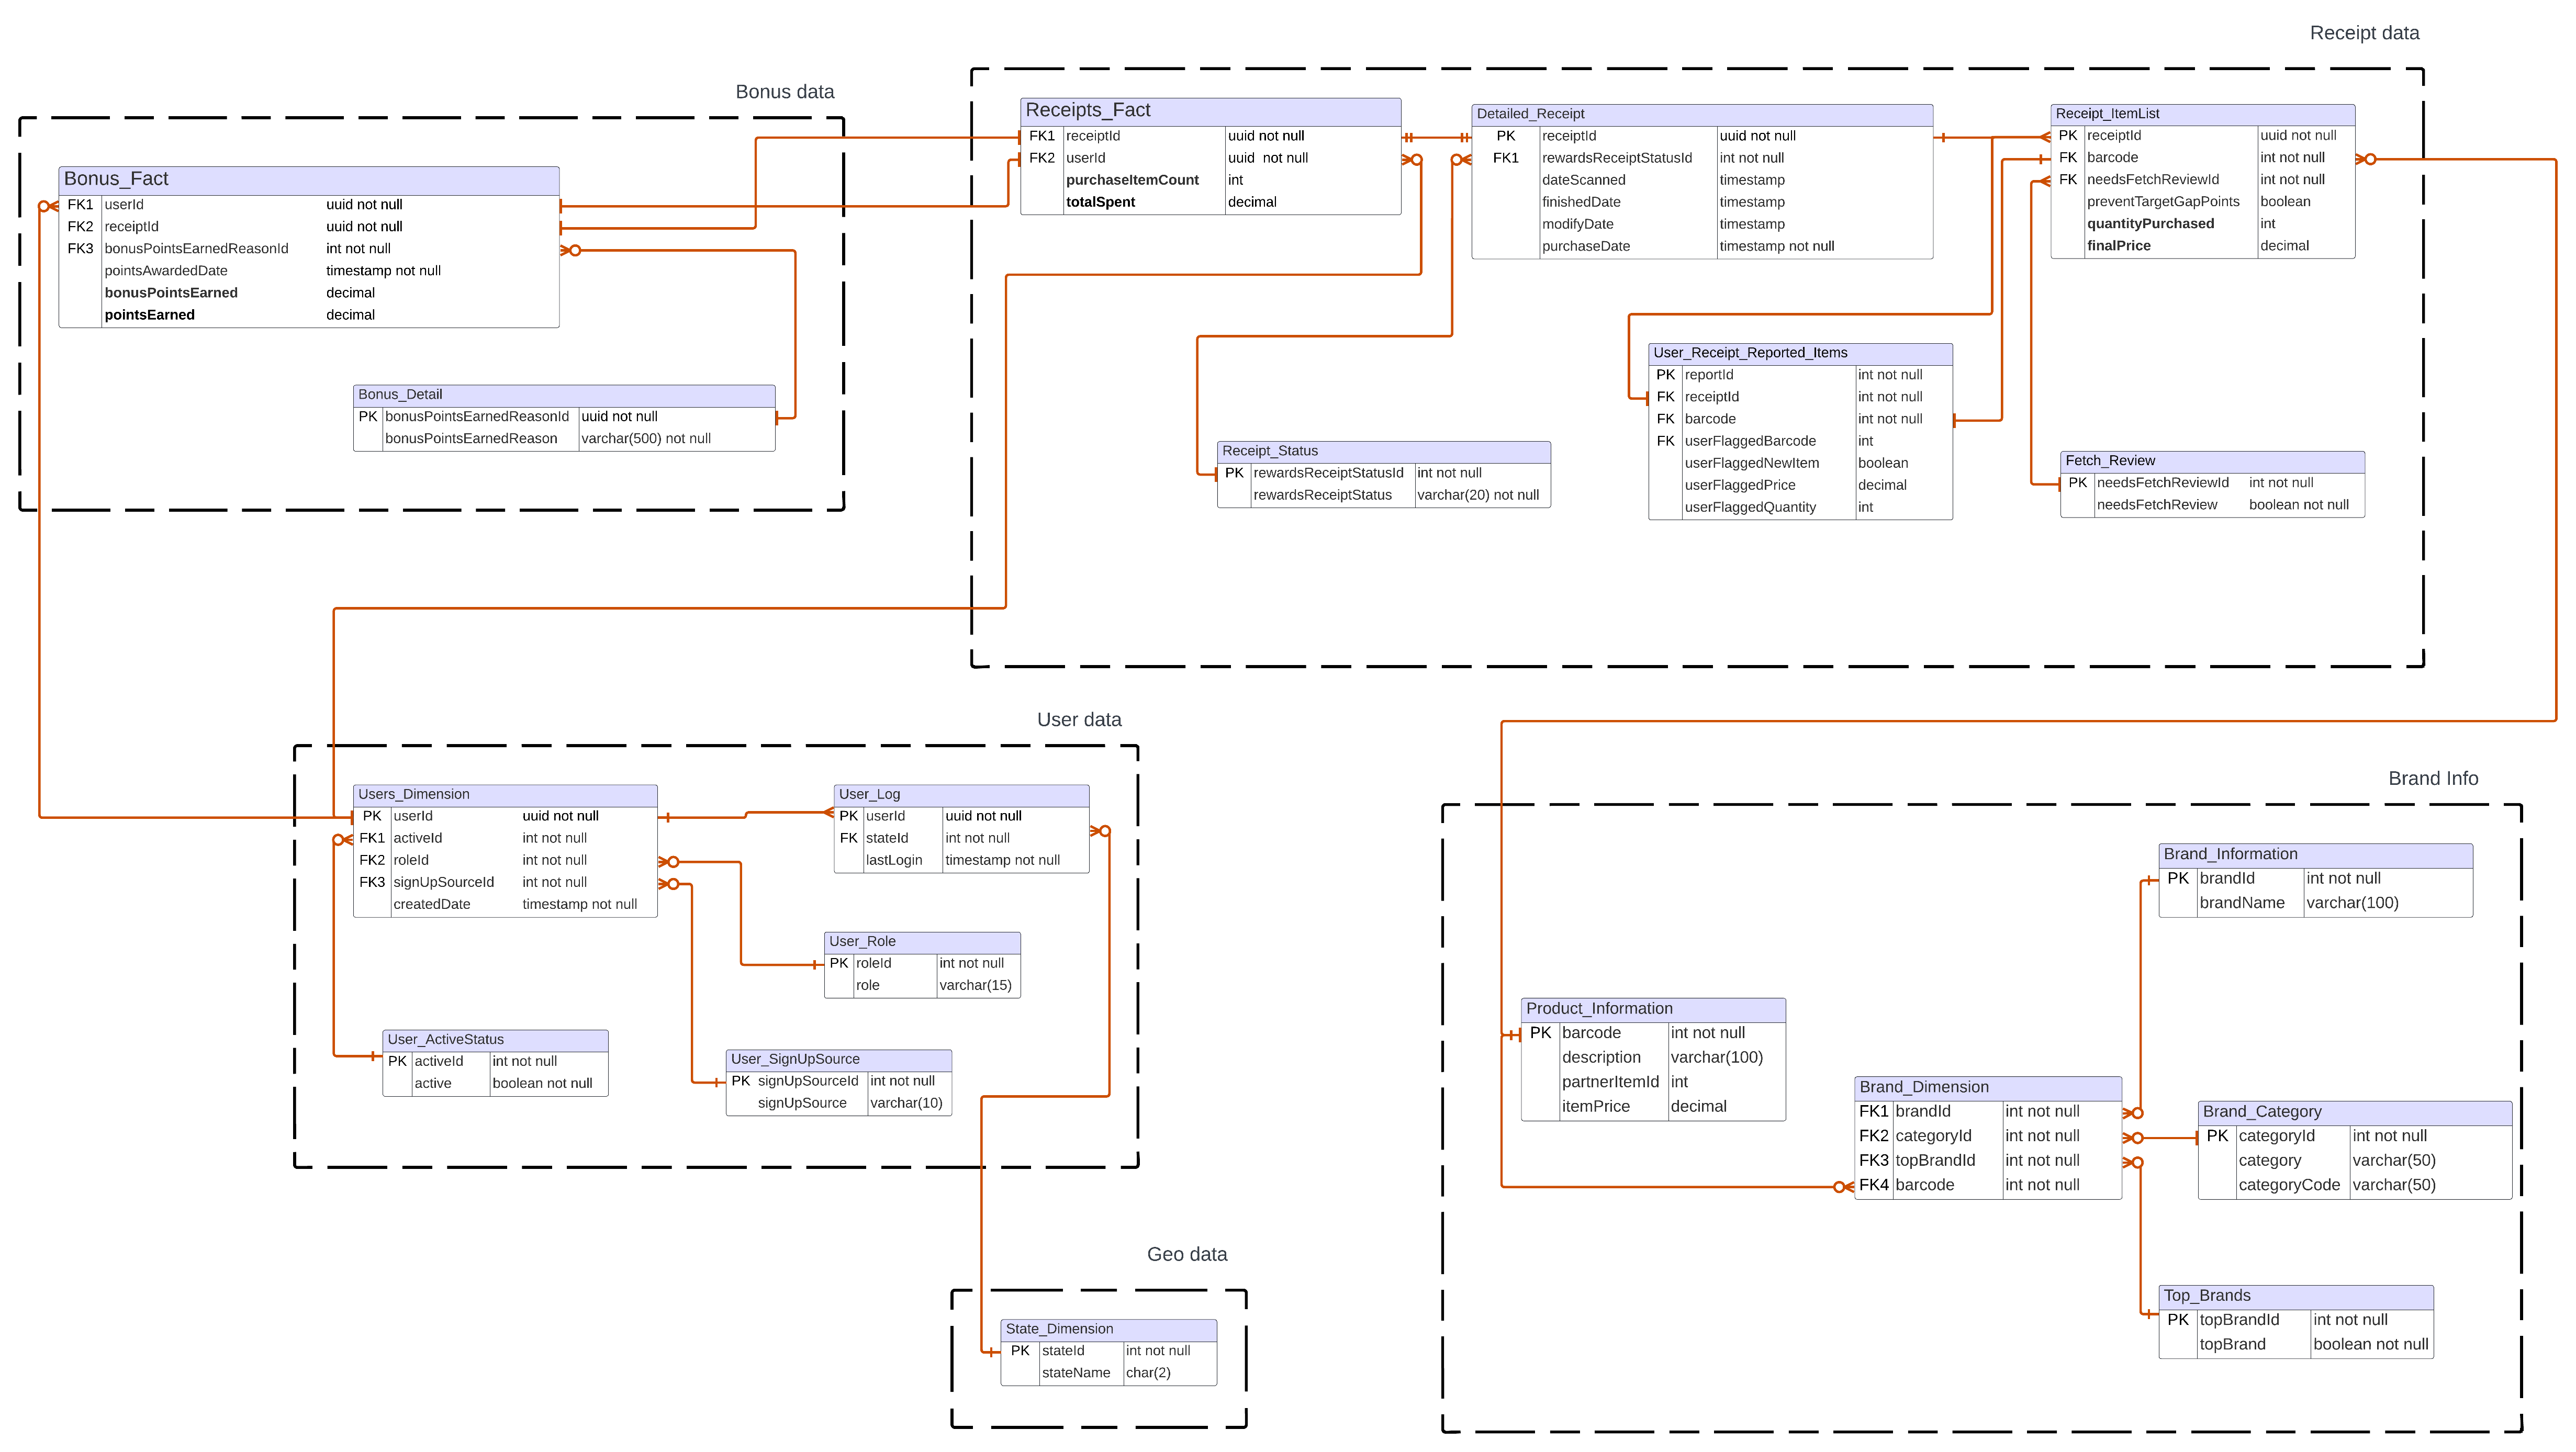 Receipt data
Bonus data
Receipts_Fact
FK1 receiptId uuid not null
FK2 userId uuid  not null
purchaseItemCount int
totalSpent decimal
Detailed_Receipt
PK receiptId uuid not null
FK1 rewardsReceiptStatusId int not null
dateScanned timestamp
finishedDate timestamp
modifyDate timestamp
purchaseDate timestamp not null
Receipt_ItemList
PK receiptId uuid not null
FK barcode int not null
FK needsFetchReviewId int not null
preventTargetGapPoints boolean
quantityPurchased int
finalPrice decimal
Bonus_Fact
FK1 userId uuid not null
FK2 receiptId uuid not null
FK3 bonusPointsEarnedReasonId int not null
pointsAwardedDate timestamp not null
bonusPointsEarned decimal
pointsEarned decimal
Bonus_Detail
PK bonusPointsEarnedReasonId uuid not null
bonusPointsEarnedReason varchar(500) not null
User_Receipt_Reported_Items
PK reportId int not null
FK receiptId int not null
FK barcode int not null
FK userFlaggedBarcode int
userFlaggedNewItem boolean
userFlaggedPrice decimal
userFlaggedQuantity int
Receipt_Status
PK rewardsReceiptStatusId int not null
rewardsReceiptStatus varchar(20) not null
Fetch_Review
PK needsFetchReviewId int not null
needsFetchReview boolean not null
User data
Users_Dimension
PK userId uuid not null
FK1 activeId int not null
FK2 roleId int not null
FK3 signUpSourceId int not null
createdDate timestamp not null
User_Log
PK userId uuid not null
FK stateId int not null
lastLogin timestamp not null
User_Role
PK roleId int not null
role varchar(15)
User_ActiveStatus
PK activeId int not null
active boolean not null
User_SignUpSource
PK signUpSourceId int not null
signUpSource varchar(10)
Brand Info
Brand_Information
PK brandId int not null
brandName varchar(100)
Product_Information
PK barcode int not null
description varchar(100)
partnerItemId int
itemPrice decimal
Brand_Dimension
FK1 brandId int not null
FK2 categoryId int not null
FK3 topBrandId int not null
FK4 barcode int not null
Brand_Category
PK categoryId int not null
category varchar(50)
categoryCode varchar(50)
Top_Brands
PK topBrandId int not null
topBrand boolean not null
Geo data
State_Dimension
PK stateId int not null
stateName char(2)